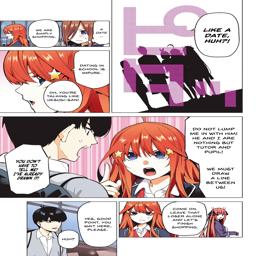 LIKE A
DATE,
HUH?!
A
DATE
WE ARE
SIMPLY
SHOPPING.
DATING IN
SCHOOL IS
IMPURE.
OH, YOU'RE
TALKING LIKE
UESUGI-SAN!
DO NOT LUMP
ME IN WITH HIM!
HE AND I ARE
NOTHING BUT
TUTOR AND
PUPIL!
WE MUST
DRAW
A LINE
BETWEEN
US!
YOU DON'T
HAVE TO
TELL ME!
I'VE ALREADY
DRAWN IT!
COME ON,
LEAVE THAT
LOSER ALONE
AND LET'S
FINISH
SHOPPING.
YES, GOOD
POINT. YOU
WAIT HERE,
PLEASE.
HUH?